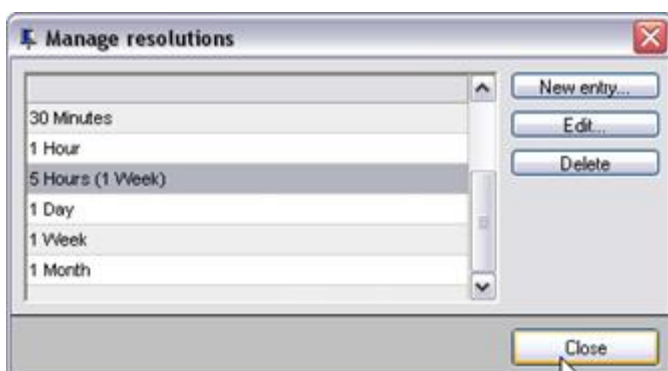 Manage resolutions
New entry...
30 Minutes
Edit...
1 Hour
Delete
5 Hours (1 Week)
1 Day
1 Week
1 Month
Close